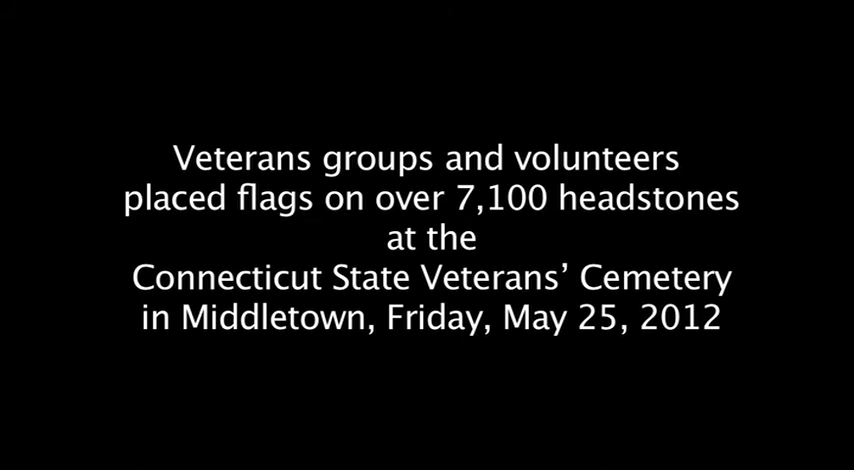 Veterans groups and volunteers
placed flags on over 7,100 headstones
at the
Connecticut State Veterans’ Cemetery
in Middletown, Friday, May 25, 2012